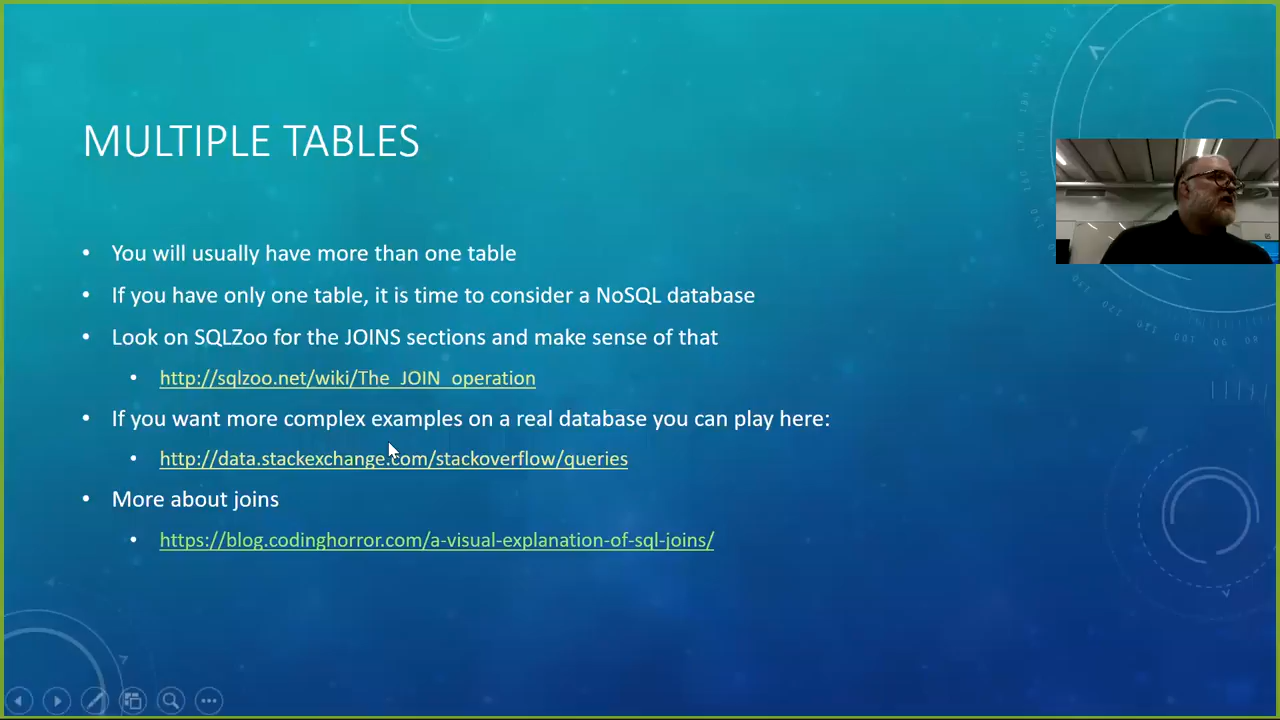 MULTIPLE TABLES
• You will usually have more than one table
• If you have only one table, it is time to consider a NoSQL database
• Look on SQLZoo for the JOINS sections and make sense of that
• http://sqlzoo.net/wiki/The_JOIN_operation
• If you want more complex examples on a real database you can play here:
• http://data.stackexchange.com/stackoverflow/queries
• More about joins
• https://blog.codinghorror.com/a-visual-explanation-of-sql-joins/